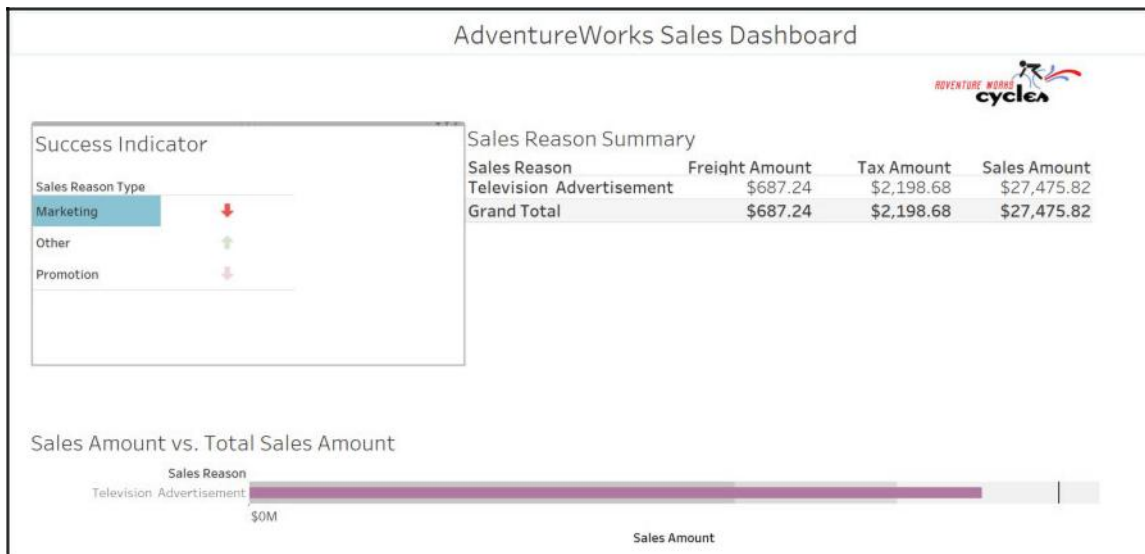 AdventureWorks Sales Dashboard
ADVENTURE WORKS
cycles
Success Indicator
Sales Reason Type
Marketing
Other
Promotion
Sales Reason Summary
Sales Reason Freight Amount Tax Amount Sales Amount
Television Advertisement $687.24 $2,198.68 $27,475.82
Grand Total $687.24 $2,198.68 $27,475.82
Sales Amount vs. Total Sales Amount
Sales Reason
Television Advertisement
$0M
Sales Amount